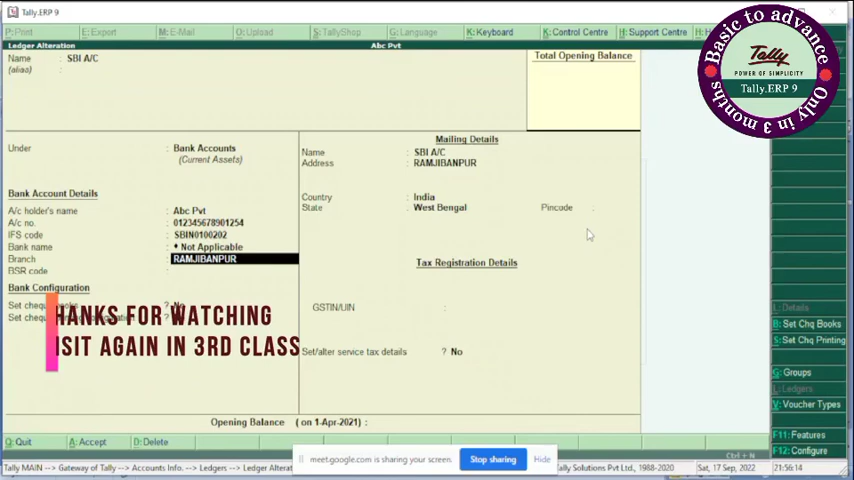 Tally.ERP 9
P: Print
E: Export
M: E-Mail
O: Upload
S: TallyShop
G: Language
K: Keyboard
K: Control Centre
H: Support Centre
Ledger Alteration
Abc Pvt
Name : SBI A/C
(alias) :
Total Opening Balance
Under : Bank Accounts
(Current Assets)
Bank Account Details
A/c holder's name : Abc Pvt
A/c no. : 012345678901254
IFS code : SBIN0100202
Bank name : ♦ Not Applicable
Branch : RAMJIBANPUR
BSR code :
Bank Configuration
Set cheque books ? No
Mailing Details
Name : SBI A/C
Address : RAMJIBANPUR
Country : India
State : West Bengal
Pincode :
Tax Registration Details
GSTIN/UIN :
Set/alter service tax details ? No
HANKS FOR WATCHING
ISIT AGAIN IN 3RD CLASS
Opening Balance ( on 1-Apr-2021) :
Q: Quit
A: Accept
D: Delete
L: Details
B: Set Chq Books
S: Set Chq Printing
G: Groups
L: Ledgers
V: Voucher Types
F11: Features
F12: Configure
Basic to advance
Tally
POWER OF SIMPLICITY
Tally.ERP 9
Only in 3 months
meet.google.com is sharing your screen.
Stop sharing
Hide
Ctrl + N
Tally MAIN --> Gateway of Tally --> Accounts Info. --> Ledgers --> Ledger Alterat
Tally Solutions Pvt Ltd., 1988-2020
Sat, 17 Sep, 2022
21:56:14